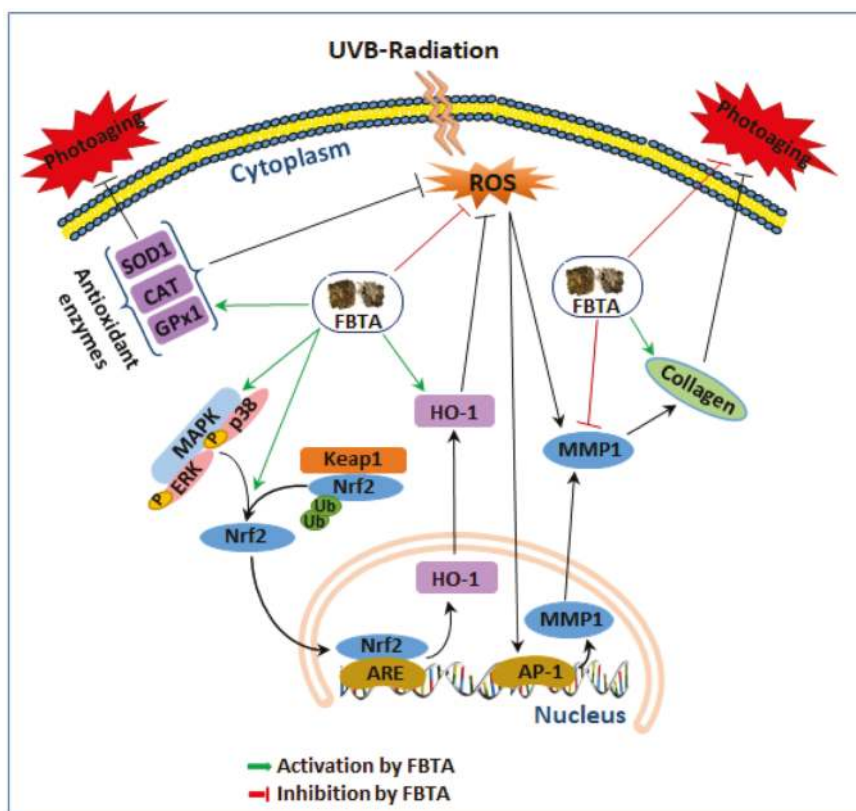 UVB-Radiation
Photoaging
Photoaging
Cytoplasm
ROS
SOD1
CAT
GPx1
Antioxidant
enzymes
FBTA
FBTA
Collagen
HO-1
MMP1
MAPK
P
p38
P
ERK
Keap1
Nrf2
Ub
Ub
Nrf2
HO-1
MMP1
Nrf2
ARE
AP-1
Nucleus
Activation by FBTA
Inhibition by FBTA